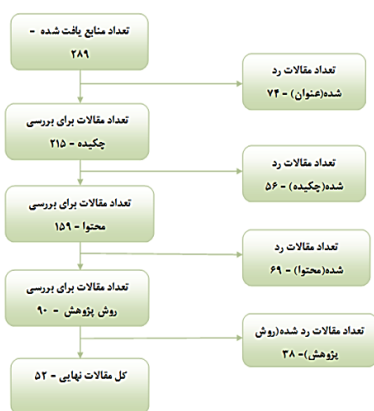 تعداد منابع یافت شده -
۲۸۹
تعداد مقالات رد
شده(عنوان) - ۷۴
تعداد مقالات برای بررسی
چکیده - ۲۱۵
تعداد مقالات رد
شده(چکیده) - ۵۶
تعداد مقالات برای بررسی
محتوا - ۱۵۹
تعداد مقالات رد
شده(محتوا) - ۶۹
تعداد مقالات برای بررسی
روش پژوهش - ۹۰
تعداد مقالات رد شده(روش
پژوهش)- ۳۸
کل مقالات نهایی - ۵۲